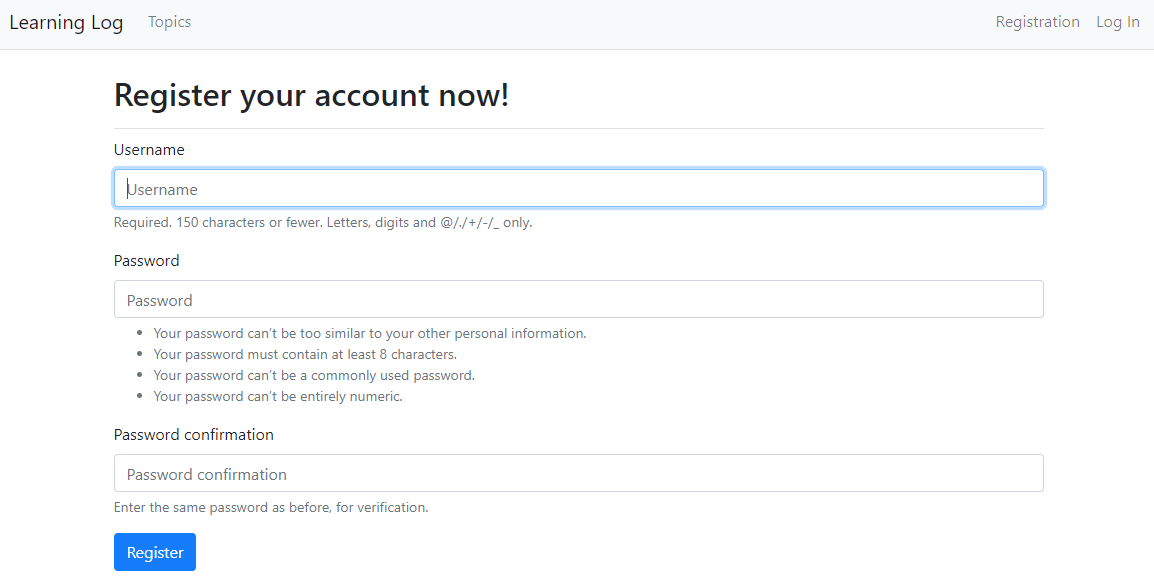 Learning Log Topics Registration Log In
Register your account now!
Username
Username
Required. 150 characters or fewer. Letters, digits and @/./+/-/_ only.
Password
Password
Your password can't be too similar to your other personal information.
Your password must contain at least 8 characters.
Your password can't be a commonly used password.
Your password can't be entirely numeric.
Password confirmation
Password confirmation
Enter the same password as before, for verification.
Register